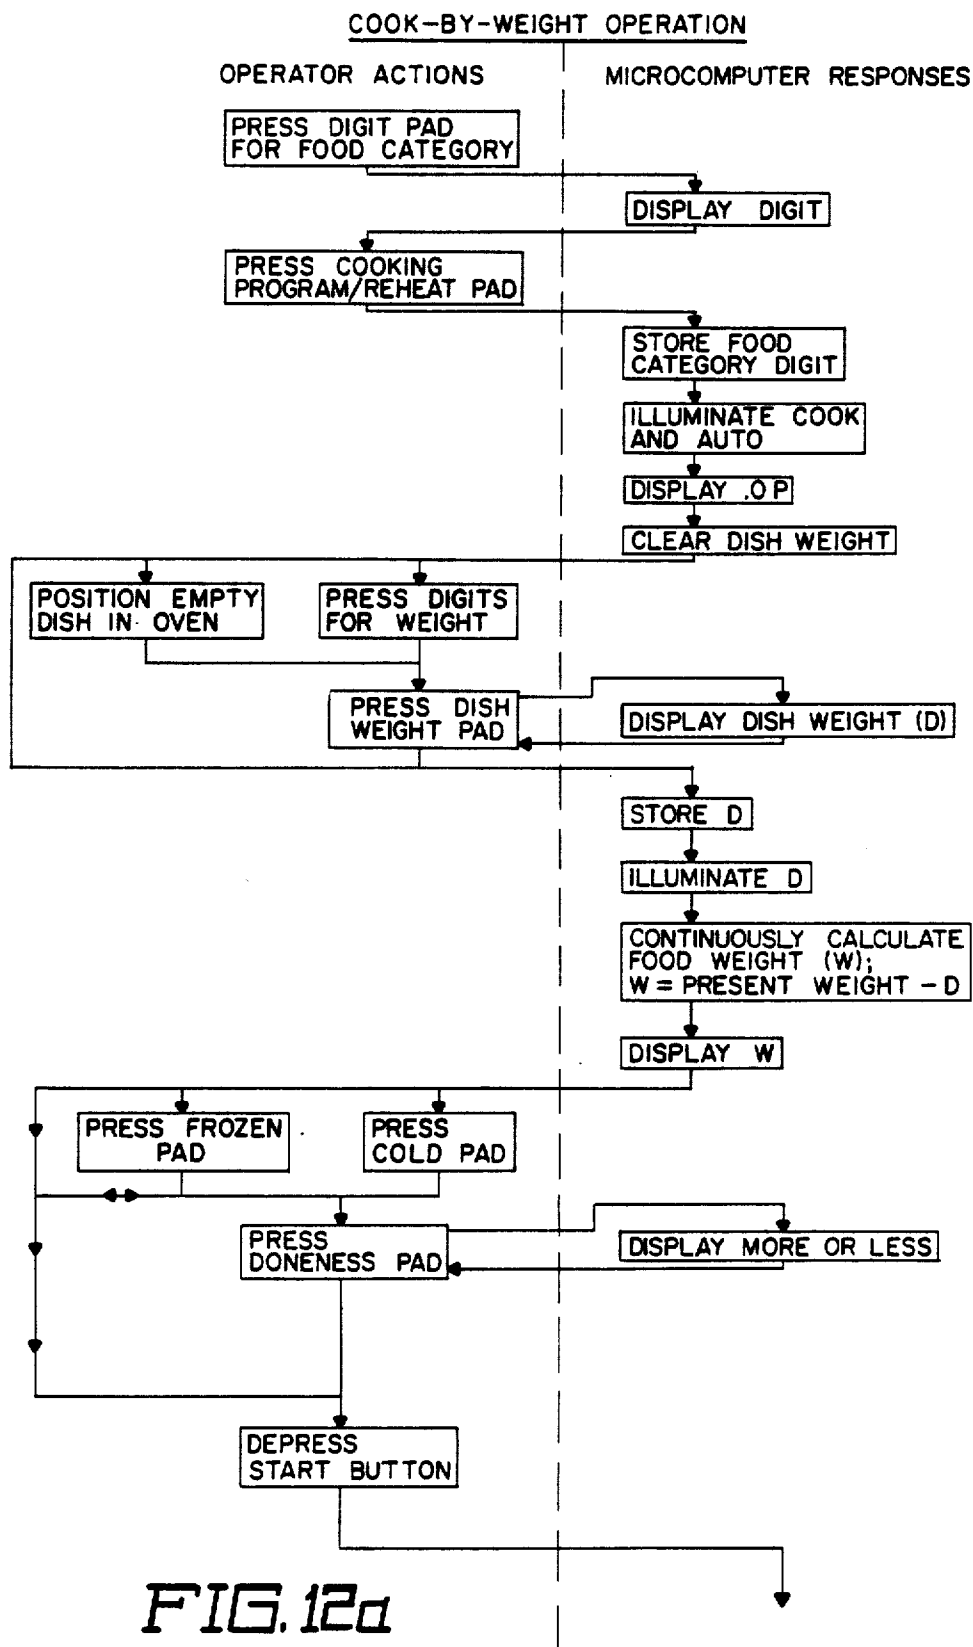 COOK-BY-WEIGHT OPERATION
OPERATOR ACTIONS
MICROCOMPUTER RESPONSES
PRESS DIGIT PAD
FOR FOOD CATEGORY
DISPLAY DIGIT
PRESS COOKING
PROGRAM/REHEAT PAD
STORE FOOD
CATEGORY DIGIT
ILLUMINATE COOK
AND AUTO
DISPLAY .0 P
CLEAR DISH WEIGHT
POSITION EMPTY
DISH IN OVEN
PRESS DIGITS
FOR WEIGHT
PRESS DISH
WEIGHT PAD
DISPLAY DISH WEIGHT (D)
STORE D
ILLUMINATE D
CONTINUOUSLY CALCULATE
FOOD WEIGHT (W);
W = PRESENT WEIGHT - D
DISPLAY W
PRESS FROZEN
PAD
PRESS
COLD PAD
PRESS
DONENESS PAD
DISPLAY MORE OR LESS
DEPRESS
START BUTTON
FIG. 12a